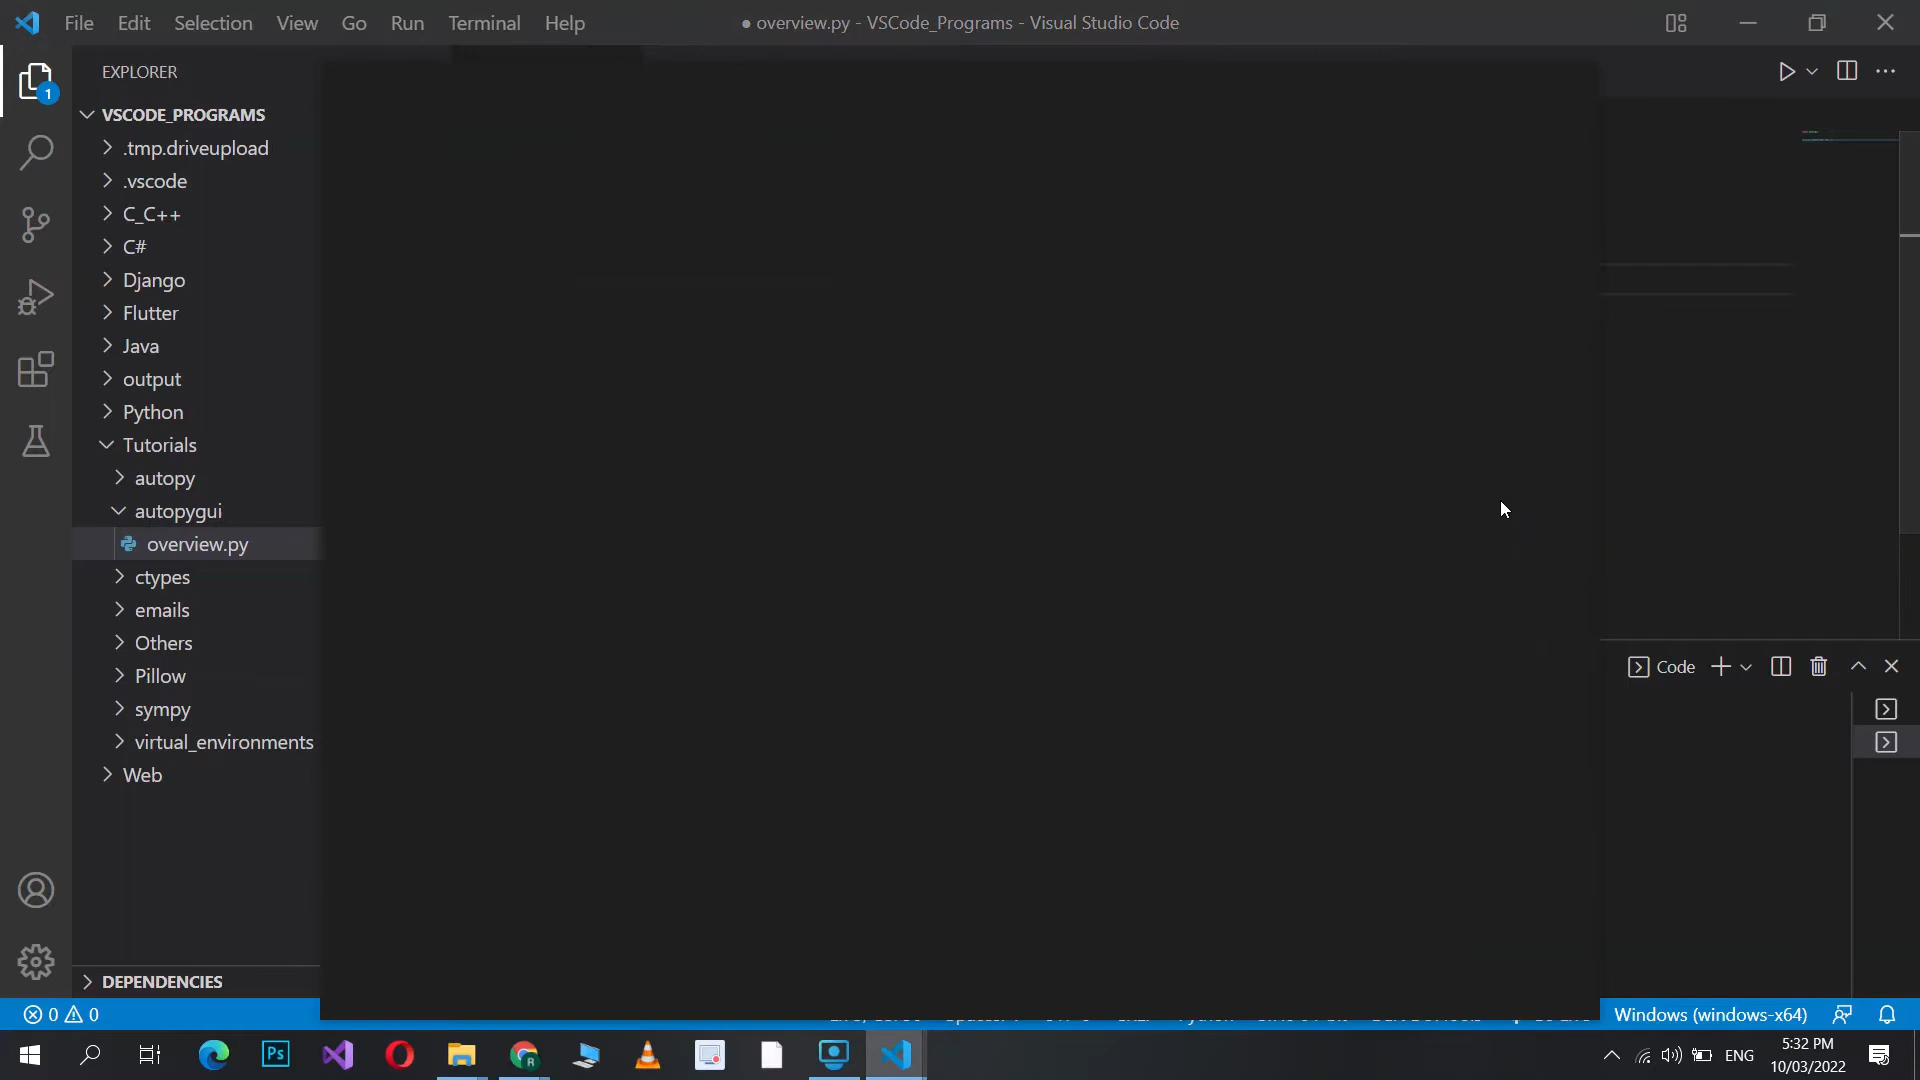 File Edit Selection View Go Run Terminal Help ● overview.py - VSCode_Programs - Visual Studio Code
EXPLORER
1
VSCODE_PROGRAMS
.tmp.driveupload
.vscode
C_C++
C#
Django
Flutter
Java
output
Python
Tutorials
autopy
autopygui
overview.py
ctypes
emails
Others
Pillow
sympy
virtual_environments
Web
Code
DEPENDENCIES
0 0 Windows (windows-x64)
Ps R ENG 5:32 PM
10/03/2022